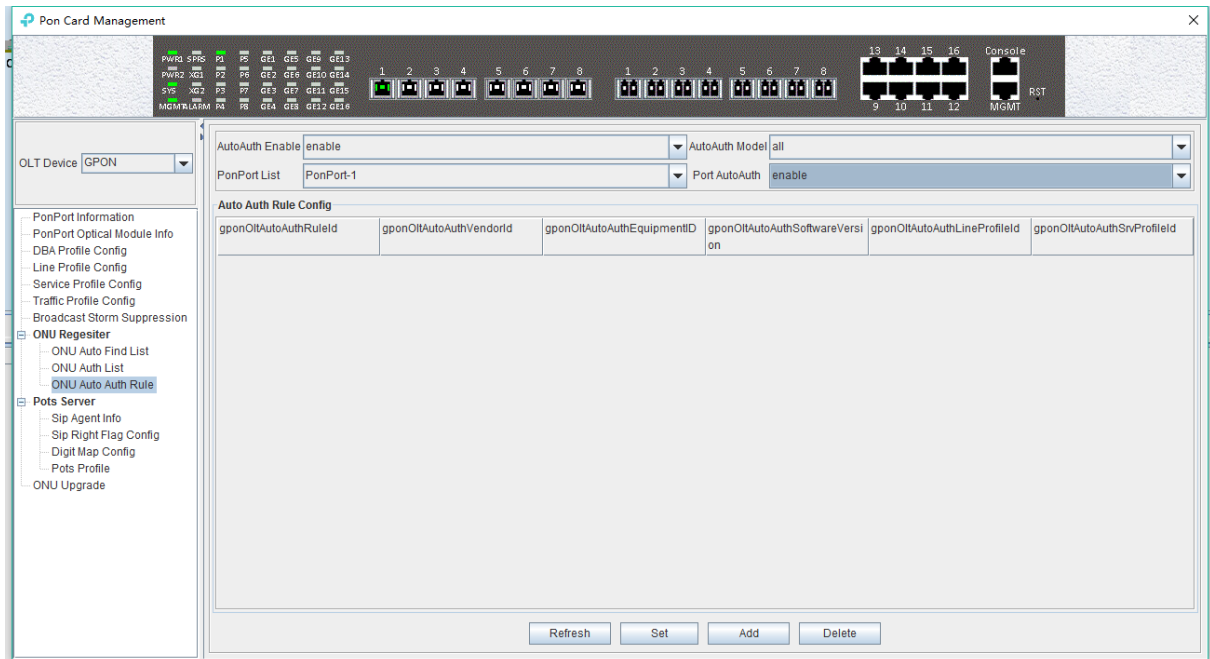 Pon Card Management
PWR1 SPRS P1 P5 GE1 GE5 GE9 GE13
PWR2 XG1 P2 P6 GE2 GE6 GE10 GE14
SYS XG2 P3 P7 GE3 GE7 GE11 GE15
MGMT ALARM P4 P8 GE4 GE8 GE12 GE16
1 2 3 4 5 6 7 8 1 2 3 4 5 6 7 8
13 14 15 16 Console
9 10 11 12 MGMT RST
OLT Device GPON
AutoAuth Enable enable AutoAuth Model all
PonPort List PonPort-1 Port AutoAuth enable
Auto Auth Rule Config
gponOltAutoAuthRuleId gponOltAutoAuthVendorId gponOltAutoAuthEquipmentID gponOltAutoAuthSoftwareVersi gponOltAutoAuthLineProfileId gponOltAutoAuthSrvProfileId
on
PonPort Information
PonPort Optical Module Info
DBA Profile Config
Line Profile Config
Service Profile Config
Traffic Profile Config
Broadcast Storm Suppression
ONU Regesiter
ONU Auto Find List
ONU Auth List
ONU Auto Auth Rule
Pots Server
Sip Agent Info
Sip Right Flag Config
Digit Map Config
Pots Profile
ONU Upgrade
Refresh Set Add Delete